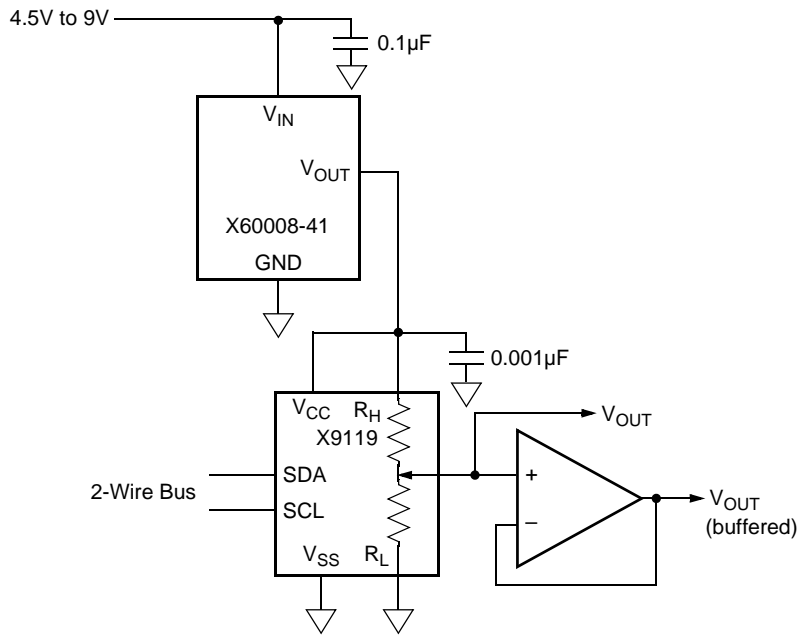 4.5V to 9V
0.1µF
VIN
VOUT
X60008-41
GND
0.001µF
VCC RH
X9119
VOUT
SDA
2-Wire Bus
SCL
+
–
VOUT
(buffered)
VSS RL